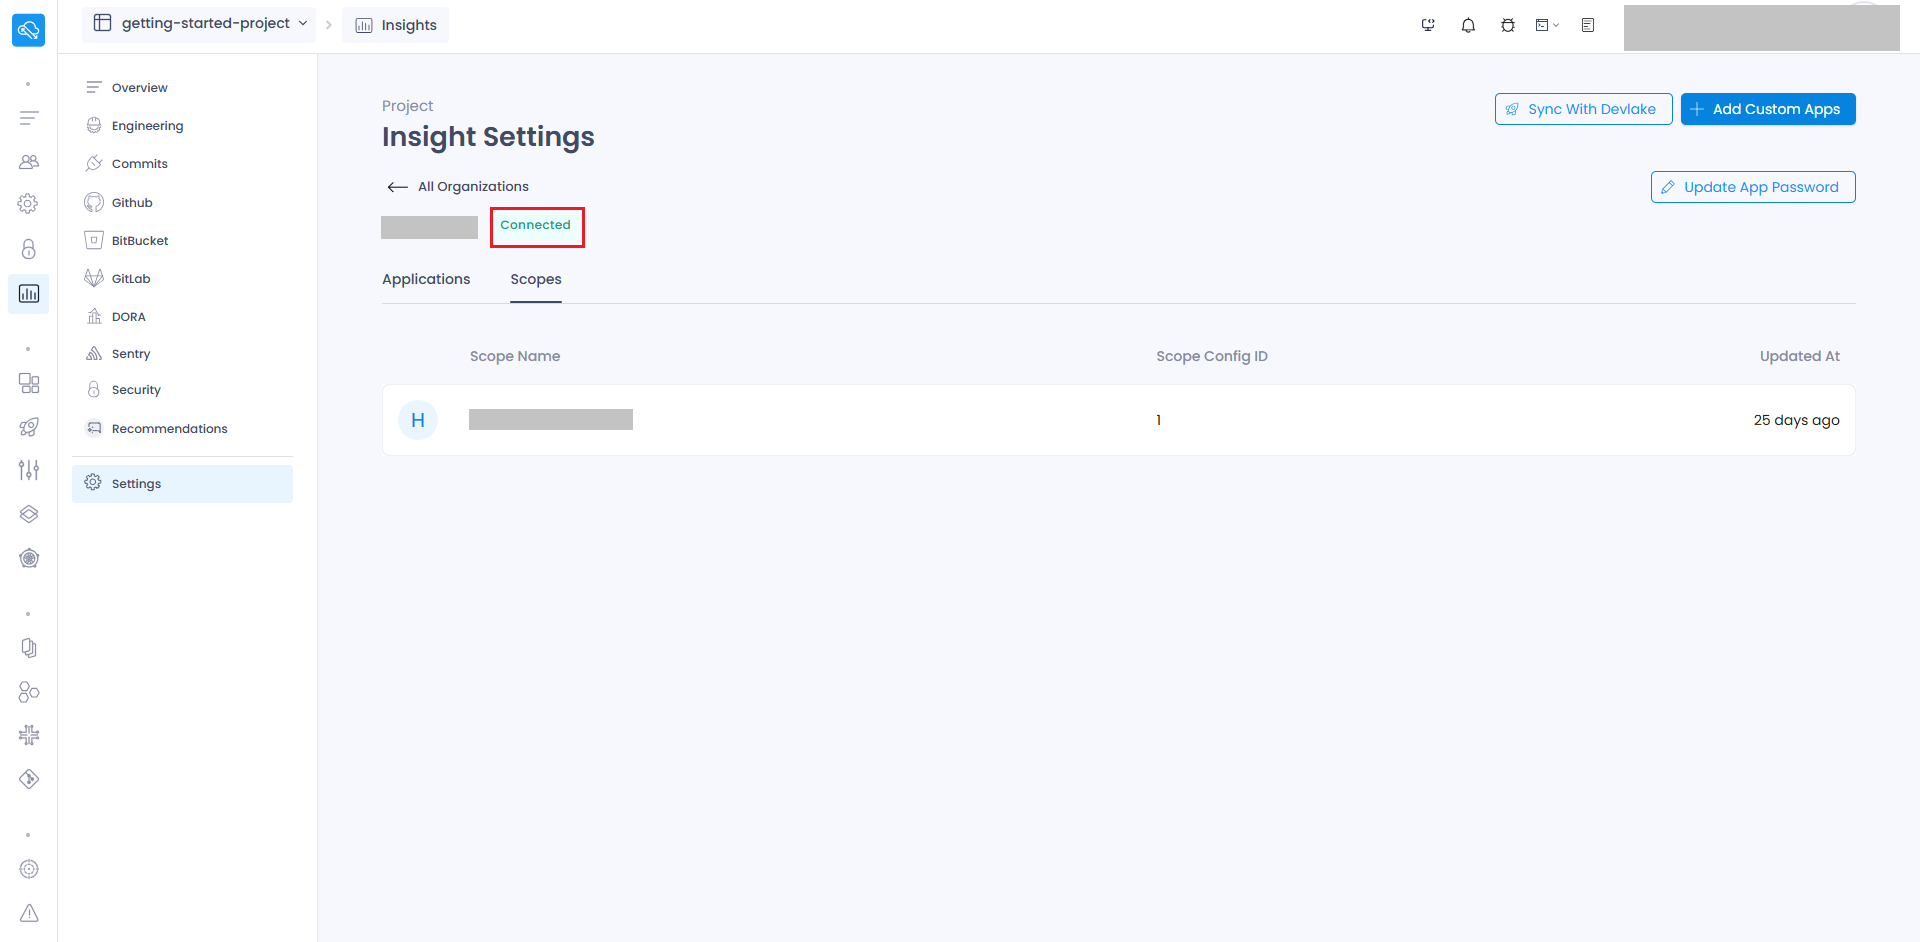 getting-started-project
Insights
Overview
Engineering
Commits
Github
BitBucket
GitLab
DORA
Sentry
Security
Recommendations
Settings
Project
Insight Settings
Sync With Devlake
Add Custom Apps
All Organizations
Update App Password
Connected
Applications Scopes
Scope Name Scope Config ID Updated At
H 1 25 days ago